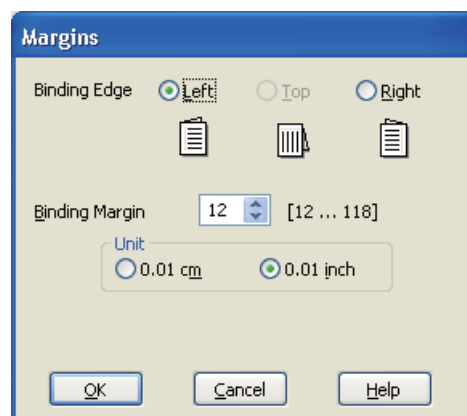 Margins
Binding Edge Left Top Right
Binding Margin 12 [12 ... 118]
Unit
0.01 cm 0.01 inch
OK Cancel Help